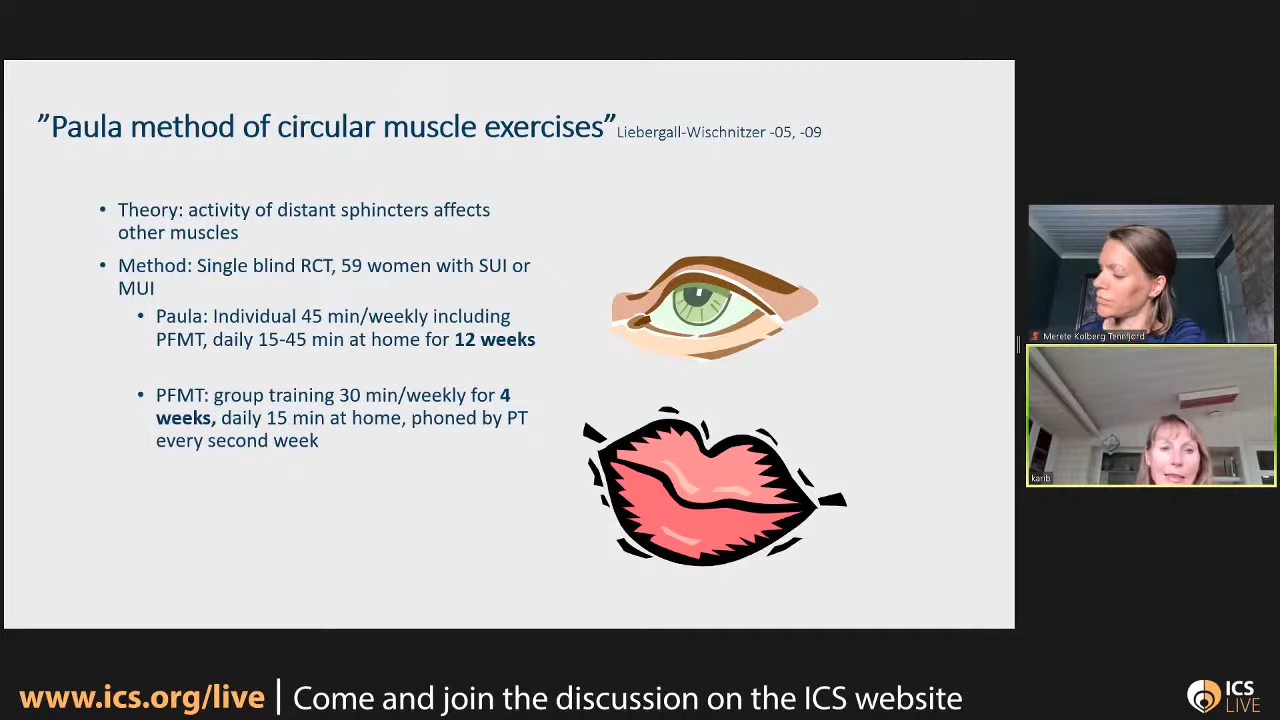 ”Paula method of circular muscle exercises” Liebergall-Wischnitzer -05, -09
• Theory: activity of distant sphincters affects
other muscles
• Method: Single blind RCT, 59 women with SUI or
MUI
• Paula: Individual 45 min/weekly including
PFMT, daily 15-45 min at home for 12 weeks
• PFMT: group training 30 min/weekly for 4
weeks, daily 15 min at home, phoned by PT
every second week
Merete Kolberg Tennfjord
karib
www.ics.org/live | Come and join the discussion on the ICS website
ICS
LIVE